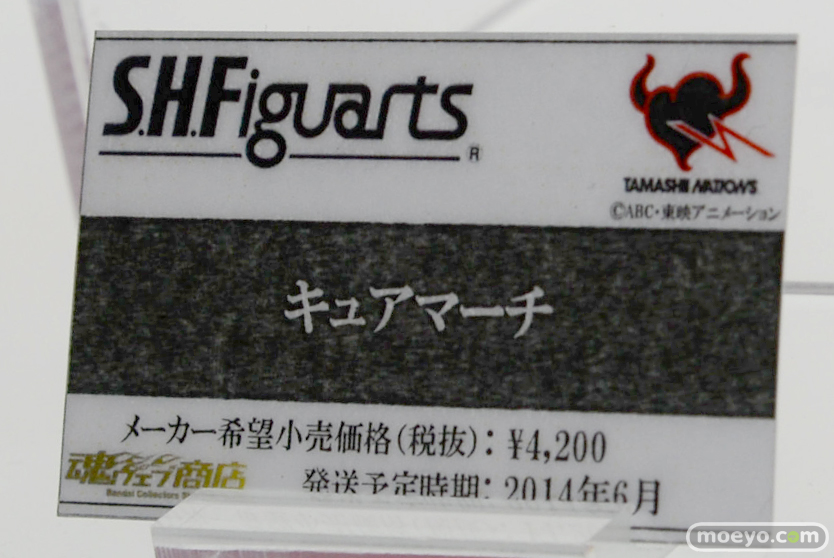 S.H.Figuarts
®
TAMASHII NATIONS
©ABC・東映アニメーション
キュアマーチ
メーカー希望小売価格(税抜):¥4,200
魂ウェブ商店
Bandai Collectors
発送予定時期:2014年6月
moeyo.com